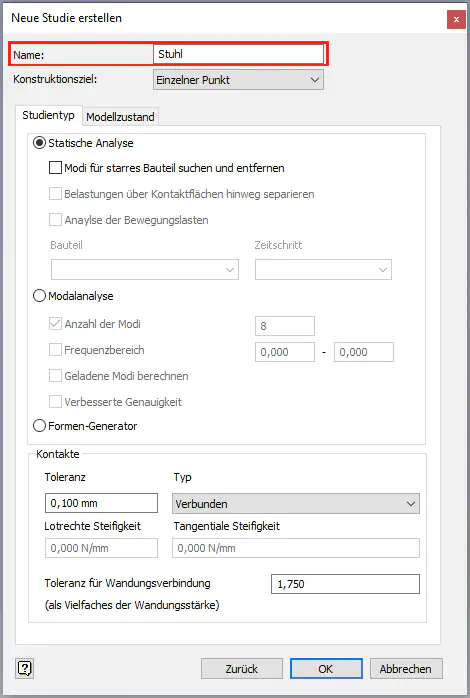 Neue Studie erstellen
Name: Stuhl
Konstruktionsziel: Einzelner Punkt
Studientyp Modellzustand
Statische Analyse
Modi für starres Bauteil suchen und entfernen
Belastungen über Kontaktflächen hinweg separieren
Anaylse der Bewegungslasten
Bauteil Zeitschritt
Modalanalyse
Anzahl der Modi 8
Frequenzbereich 0,000 - 0,000
Geladene Modi berechnen
Verbesserte Genauigkeit
Formen-Generator
Kontakte
Toleranz Typ
0,100 mm Verbunden
Lotrechte Steifigkeit Tangentiale Steifigkeit
0,000 N/mm 0,000 N/mm
Toleranz für Wandungsverbindung 1,750
(als Vielfaches der Wandungsstärke)
? Zurück OK Abbrechen